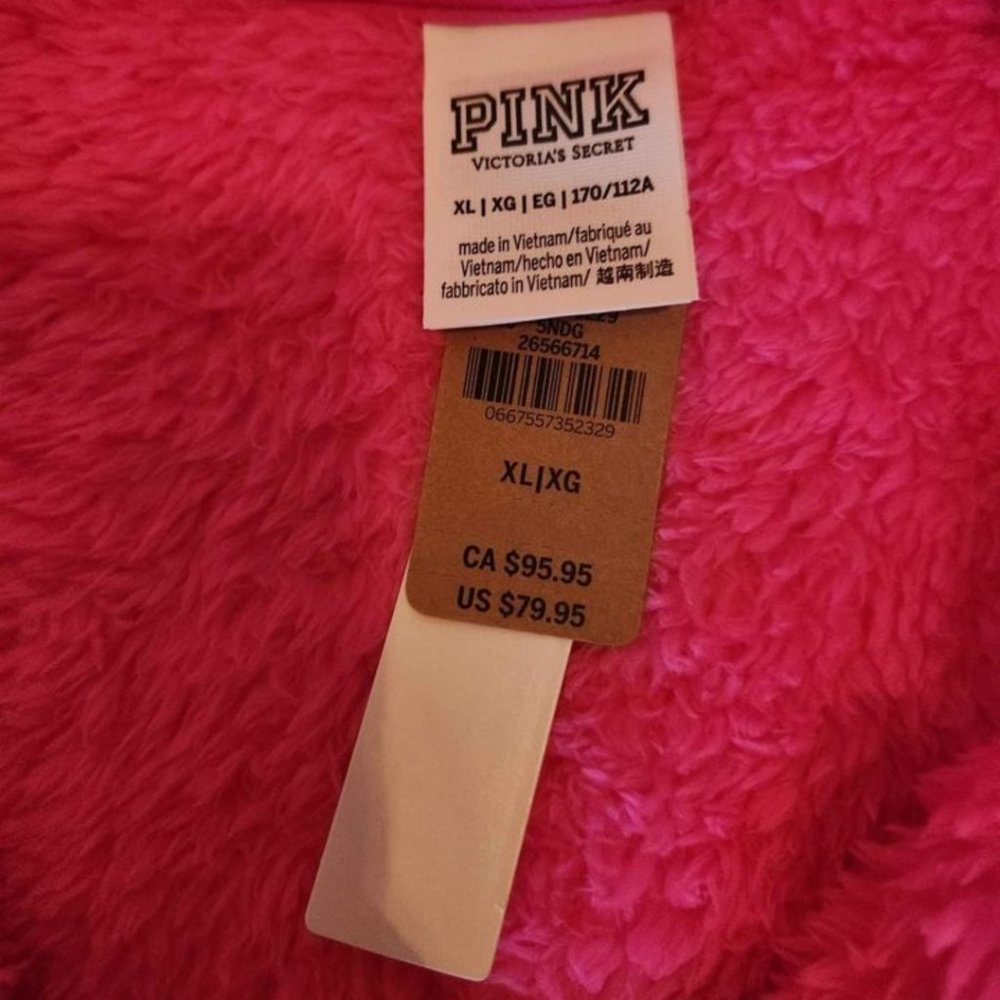 PINK
VICTORIA'S SECRET
XL | XG | EG | 170/112A
made in Vietnam/fabriqué au
Vietnam/hecho en Vietnam/
fabbricato in Vietnam/ 越南制造
5NDG
26566714
0667557352329
XL|XG
CA $95.95
US $79.95